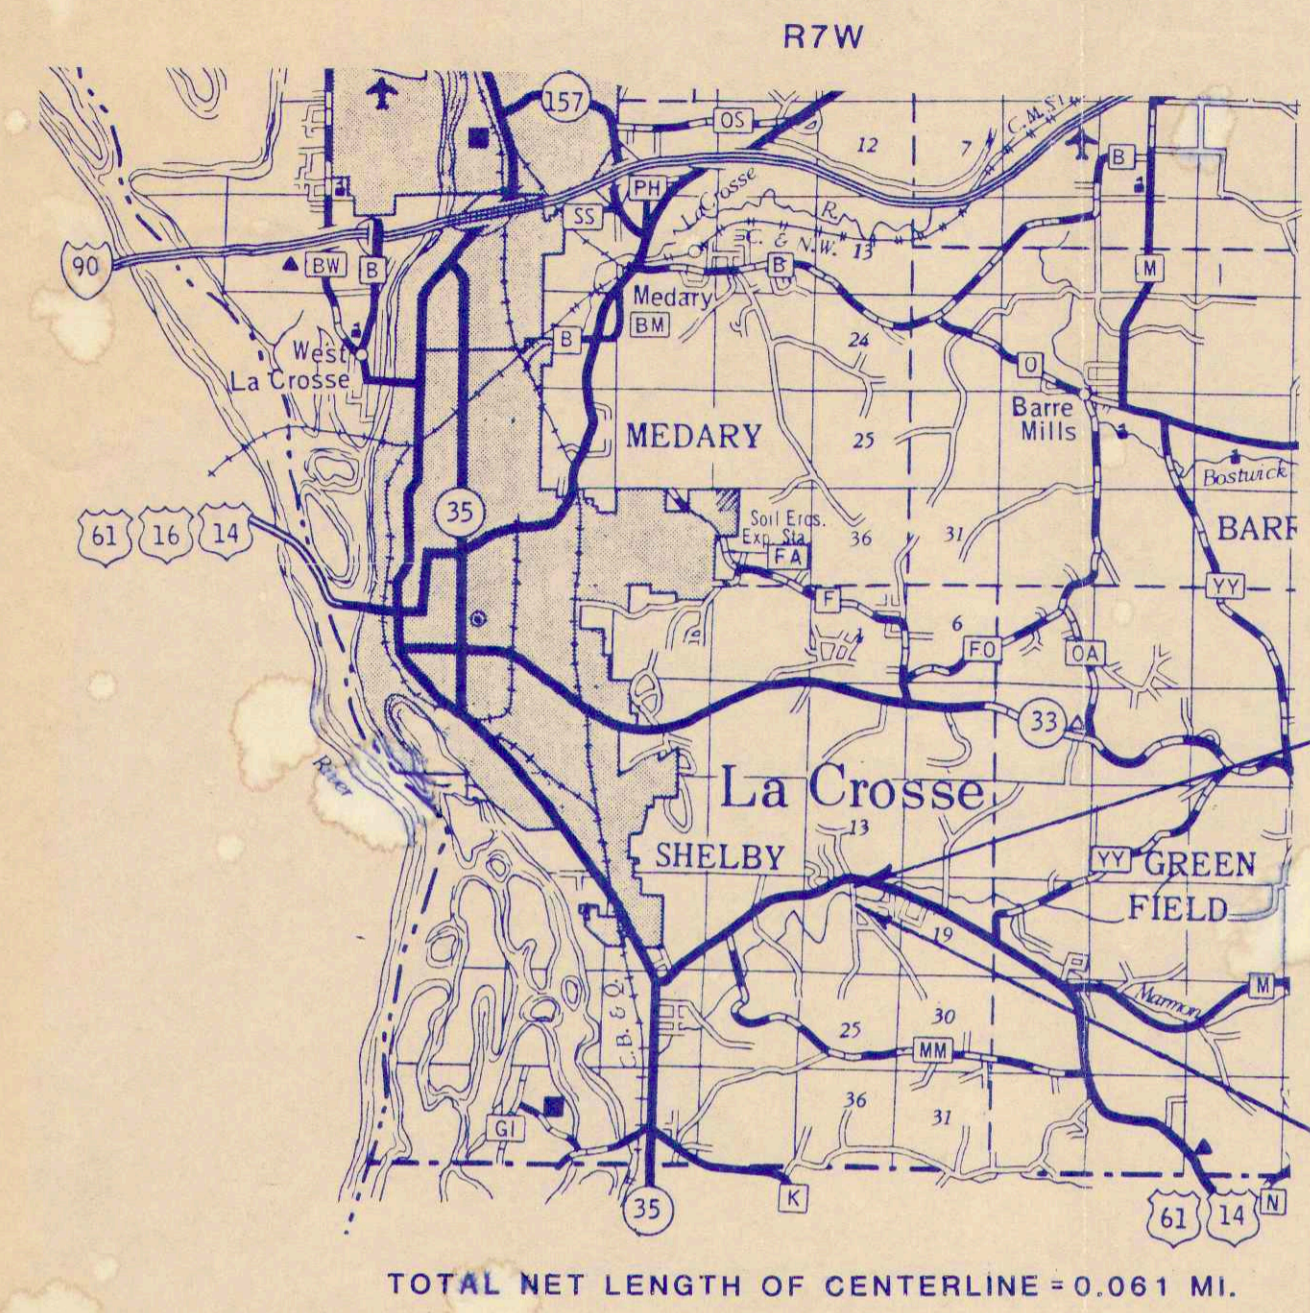 R7W
157
OS
12
7
C.M.St
B
PH
LaCrosse
R.
SS
C. & N.W.
13
90
BW
B
B
M
Medary
BM
B
24
West
La Crosse
O
Barre
Mills
MEDARY
25
Bostwick
35
61
16
14
Soil Eros.
Exp. Sta.
36
31
BARR
FA
F
YY
6
FO
OA
33
River
La Crosse
13
SHELBY
YY
GREEN
FIELD
19
C.B. & Q.
Marmon
M
25
30
MM
36
31
GI
K
35
61
14
N
TOTAL NET LENGTH OF CENTERLINE = 0.061 MI.